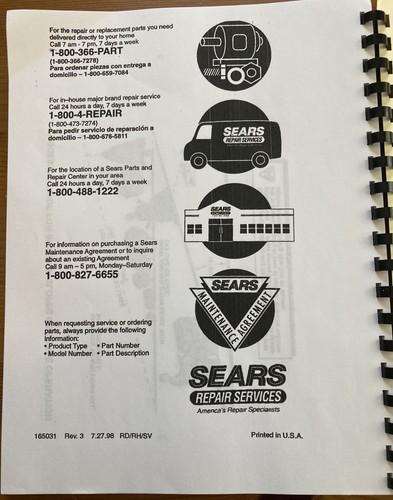 For the repair or replacement parts you need
delivered directly to your home
Call 7 am - 7 pm, 7 days a week
1-800-366-PART
(1-800-366-7278)
Para ordenar piezas con entrega a
domicilio – 1-800-659-7084
For in-house major brand repair service
Call 24 hours a day, 7 days a week
1-800-4-REPAIR
(1-800-473-7274)
Para pedir servicio de reparación a
domicilio – 1-800-676-5811
SEARS
REPAIR SERVICES
For the location of a Sears Parts and
Repair Center in your area
Call 24 hours a day, 7 days a week
1-800-488-1222
SEARS
For information on purchasing a Sears
Maintenance Agreement or to inquire
about an existing Agreement
Call 9 am – 5 pm, Monday–Saturday
1-800-827-6655
SEARS
MAINTENANCE
AGREEMENT
When requesting service or ordering
parts, always provide the following
information:
• Product Type • Part Number
• Model Number • Part Description
SEARS
REPAIR SERVICES
America's Repair Specialists
165031 Rev. 3 7.27.98 RD/RH/SV Printed in U.S.A.